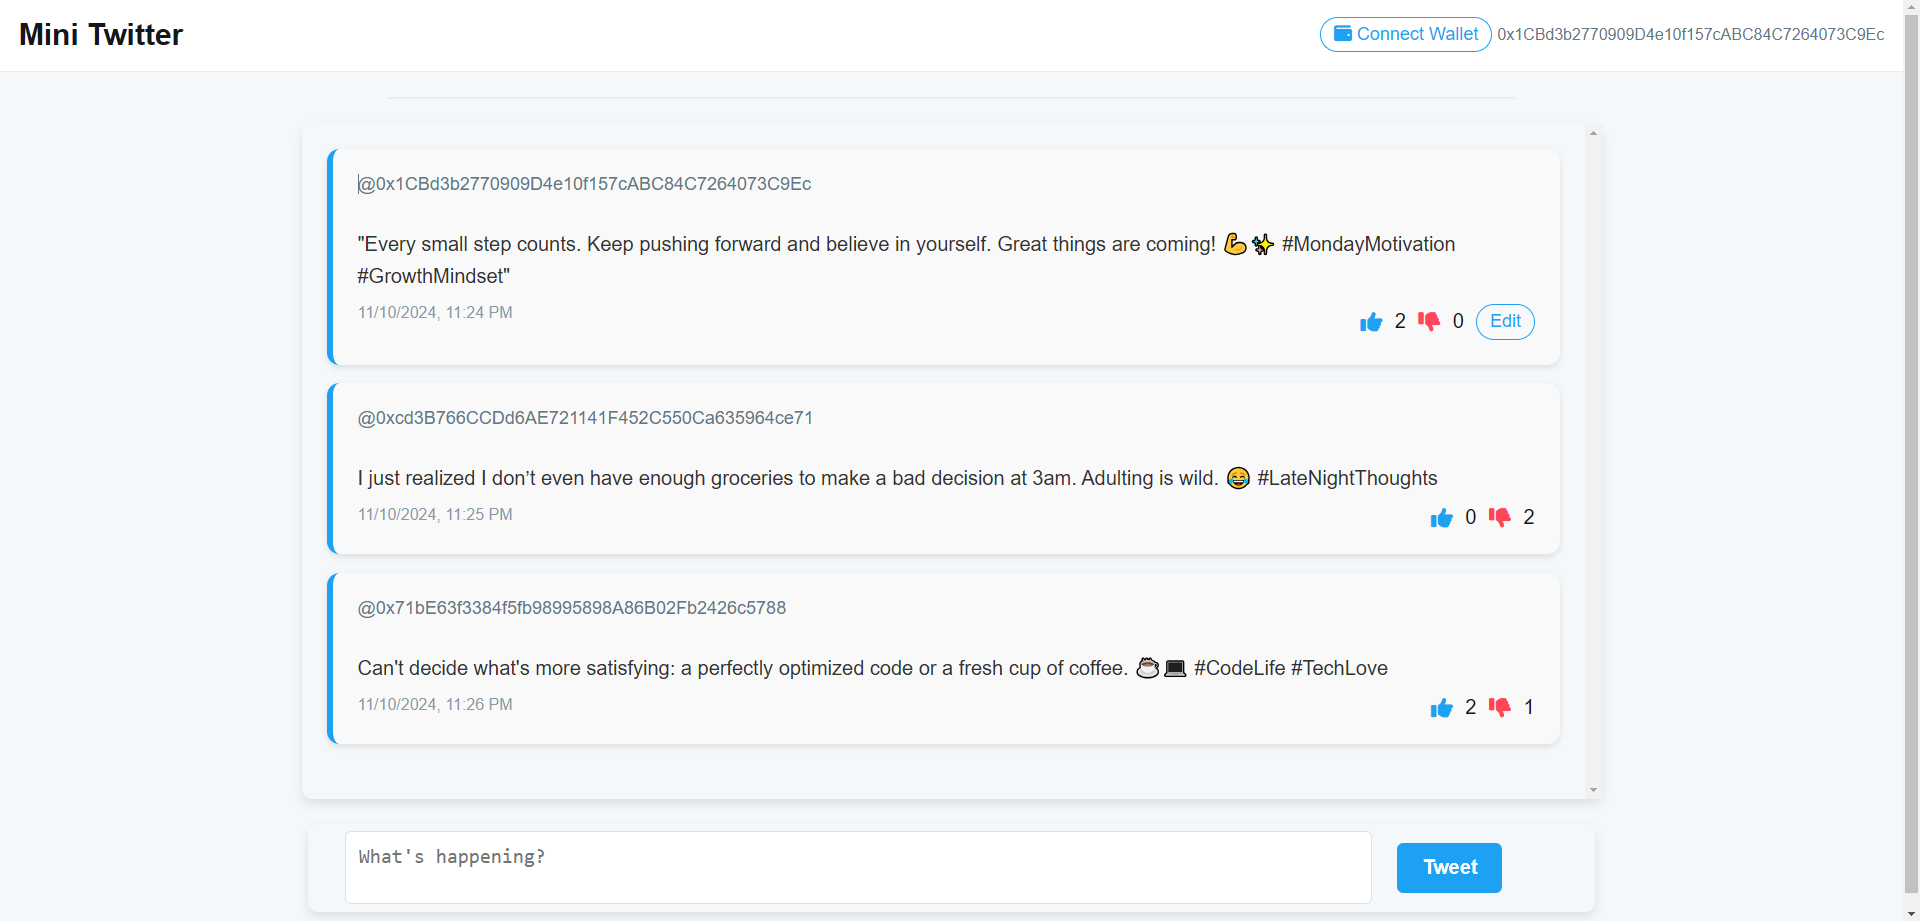 Mini Twitter
Connect Wallet 0x1CBd3b2770909D4e10f157cABC84C7264073C9Ec
@0x1CBd3b2770909D4e10f157cABC84C7264073C9Ec
"Every small step counts. Keep pushing forward and believe in yourself. Great things are coming! 💪✨ #MondayMotivation
#GrowthMindset"
11/10/2024, 11:24 PM
2 0 Edit
@0xcd3B766CCDd6AE721141F452C550Ca635964ce71
I just realized I don’t even have enough groceries to make a bad decision at 3am. Adulting is wild. 😂 #LateNightThoughts
11/10/2024, 11:25 PM
0 2
@0x71bE63f3384f5fb98995898A86B02Fb2426c5788
Can't decide what's more satisfying: a perfectly optimized code or a fresh cup of coffee. ☕💻 #CodeLife #TechLove
11/10/2024, 11:26 PM
2 1
What's happening?
Tweet